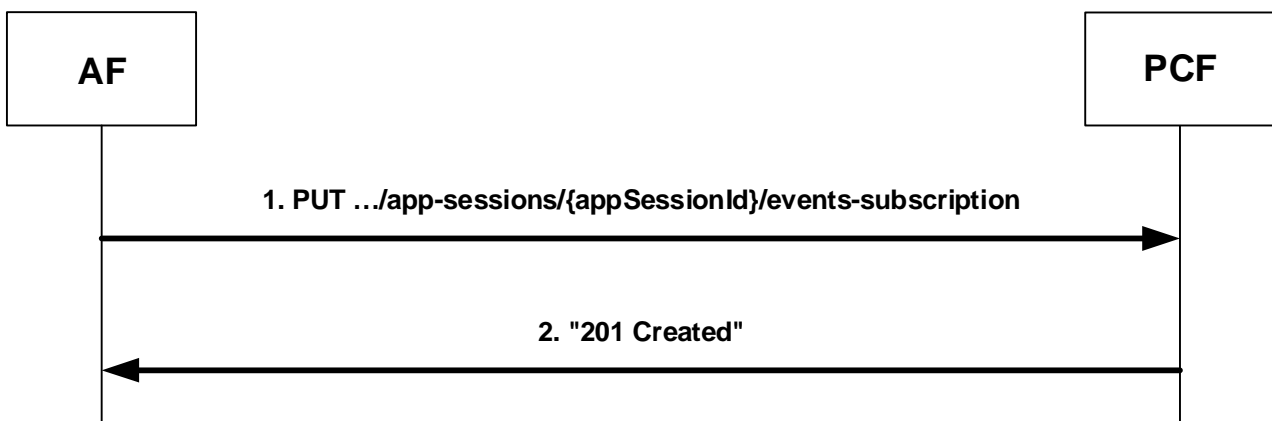 AF
PCF
1. PUT …/app-sessions/{appSessionId}/events-subscription
2. "201 Created"